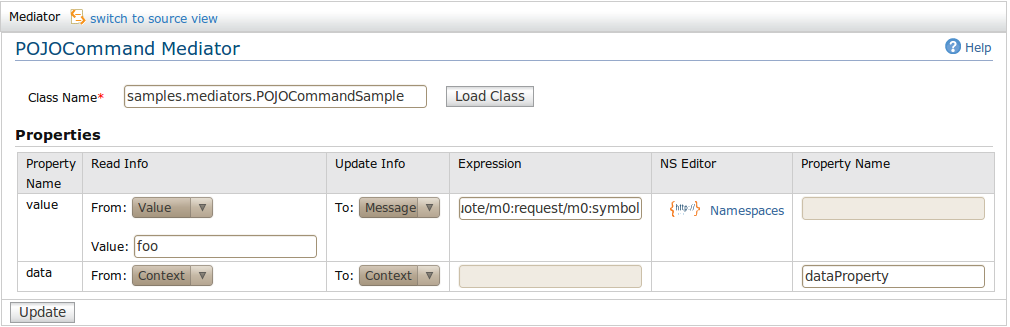 Mediator switch to source view
POJOCommand Mediator Help
Class Name* samples.mediators.POJOCommandSample Load Class
Properties
Property Name Read Info Update Info Expression NS Editor Property Name
value From: Value To: Message uote/m0:request/m0:symbol {http://} Namespaces
Value: foo
data From: Context To: Context dataProperty
Update